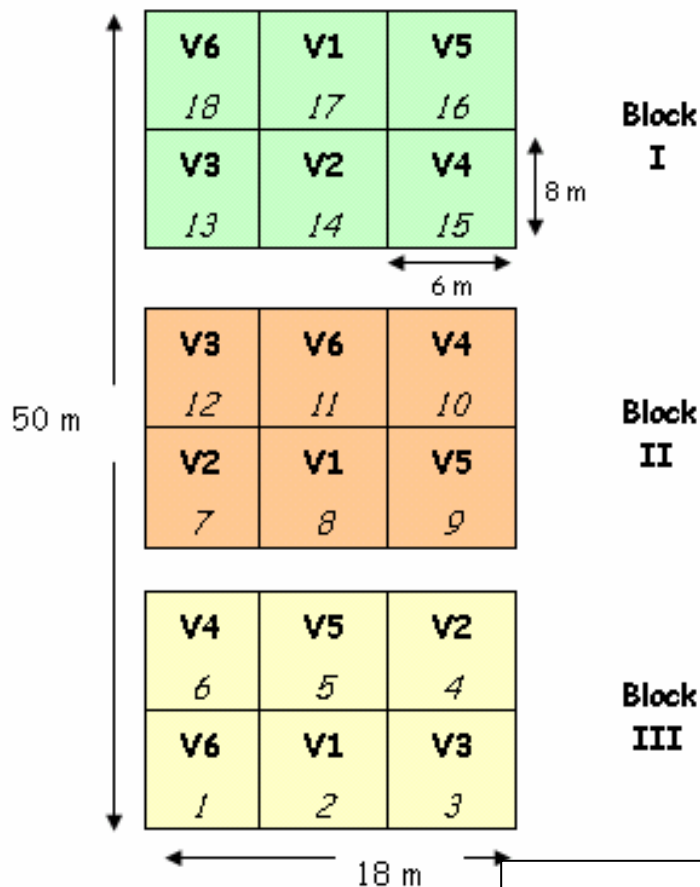 V6 V1 V5
18 17 16
Block
I
V3 V2 V4
13 14 15
8 m
6 m
V3 V6 V4
12 11 10
50 m
Block
II
V2 V1 V5
7 8 9
V4 V5 V2
6 5 4
Block
III
V6 V1 V3
1 2 3
18 m